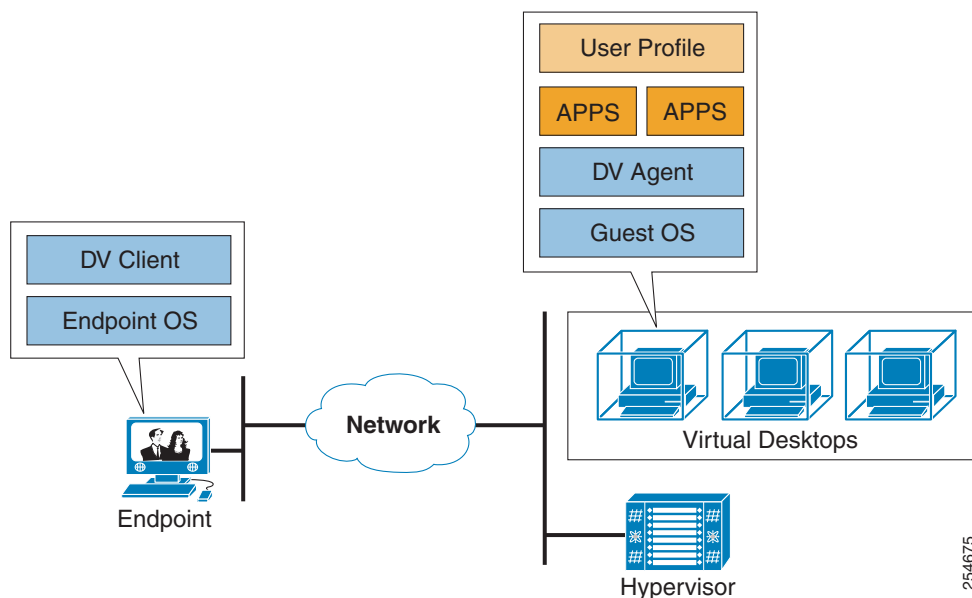 User Profile
APPS APPS
DV Agent
Guest OS
DV Client
Endpoint OS
Network
Virtual Desktops
Endpoint
Hypervisor
254675